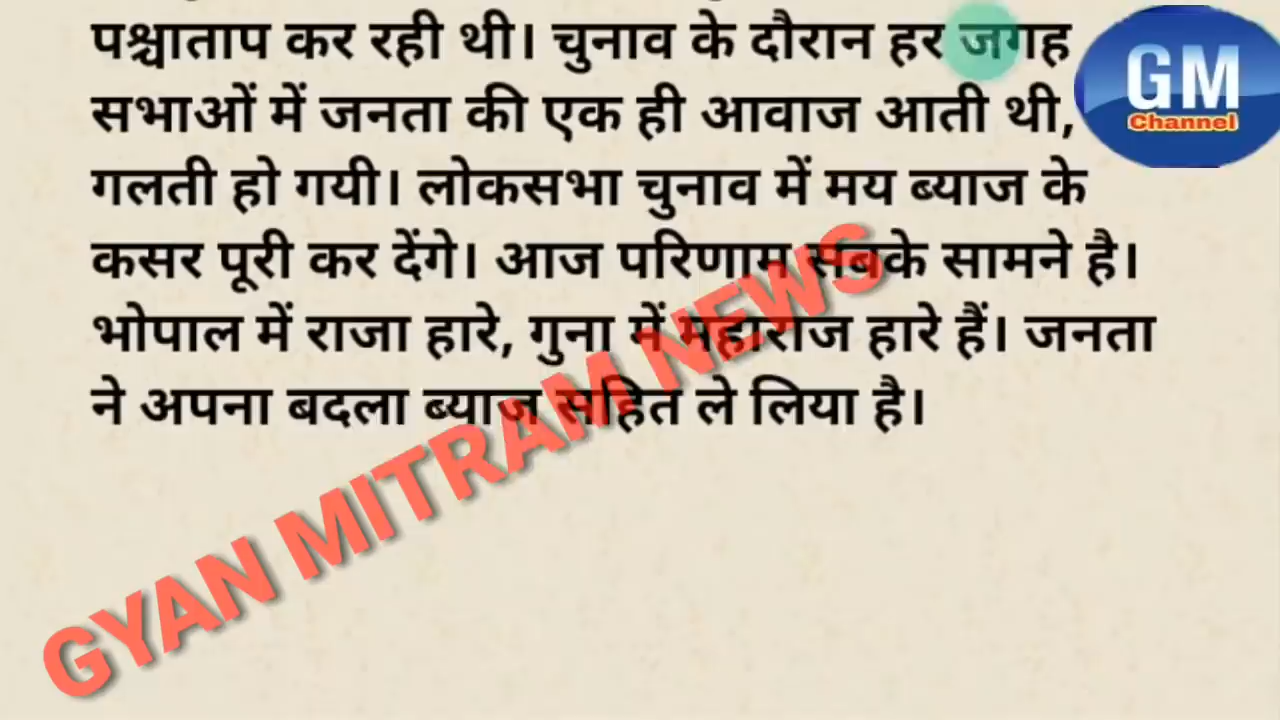 पश्चाताप कर रही थी। चुनाव के दौरान हर जगह
सभाओं में जनता की एक ही आवाज आती थी,
गलती हो गयी। लोकसभा चुनाव में मय ब्याज के
कसर पूरी कर देंगे। आज परिणाम सबके सामने है।
भोपाल में राजा हारे, गुना में महाराज हारे हैं। जनता
ने अपना बदला ब्याज सहित ले लिया है।
GM
Channel
GYAN MITRAM NEWS